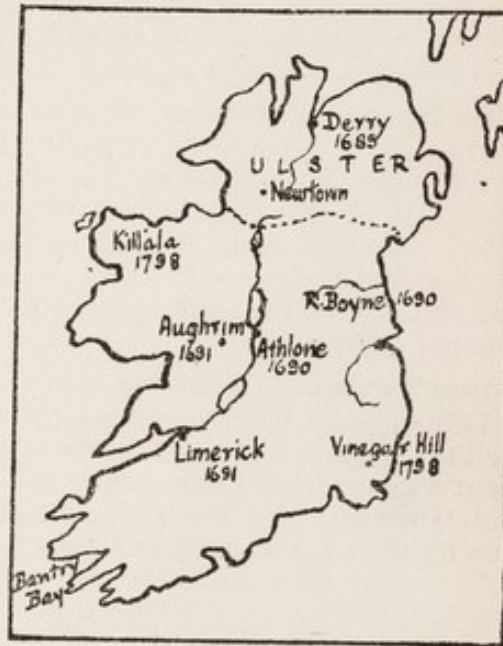 Derry
1689
ULSTER
Newtown
Killala
1798
R. Boyne 1690
Aughrim
1691
Athlone
1690
Limerick
1691
Vinegar Hill
1798
Bantry
Bay